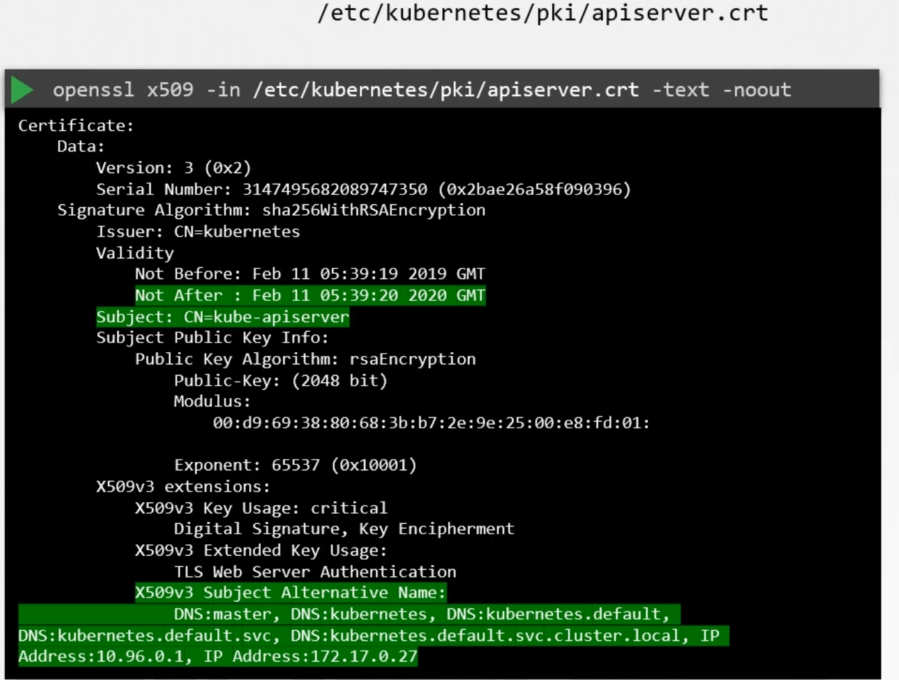 /etc/kubernetes/pki/apiserver.crt
openssl x509 -in /etc/kubernetes/pki/apiserver.crt -text -noout
Certificate:
Data:
Version: 3 (0x2)
Serial Number: 3147495682089747350 (0x2bae26a58f090396)
Signature Algorithm: sha256WithRSAEncryption
Issuer: CN=kubernetes
Validity
Not Before: Feb 11 05:39:19 2019 GMT
Not After : Feb 11 05:39:20 2020 GMT
Subject: CN=kube-apiserver
Subject Public Key Info:
Public Key Algorithm: rsaEncryption
Public-Key: (2048 bit)
Modulus:
00:d9:69:38:80:68:3b:b7:2e:9e:25:00:e8:fd:01:
Exponent: 65537 (0x10001)
X509v3 extensions:
X509v3 Key Usage: critical
Digital Signature, Key Encipherment
X509v3 Extended Key Usage:
TLS Web Server Authentication
X509v3 Subject Alternative Name:
DNS:master, DNS:kubernetes, DNS:kubernetes.default,
DNS:kubernetes.default.svc, DNS:kubernetes.default.svc.cluster.local, IP
Address:10.96.0.1, IP Address:172.17.0.27